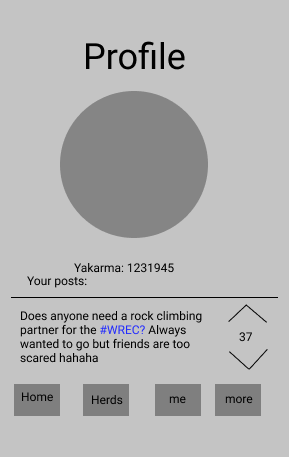 Profile
Yakarma: 1231945
Your posts:
Does anyone need a rock climbing
partner for the #WREC? Always
wanted to go but friends are too
scared hahaha
37
Home
Herds
me
more